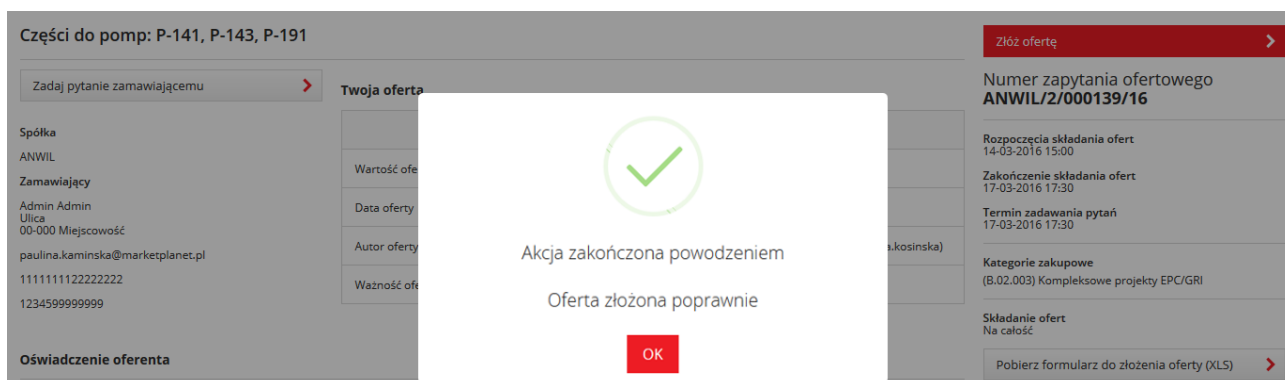 Części do pomp: P-141, P-143, P-191
Zadaj pytanie zamawiającemu
Spółka
ANWIL
Zamawiający
Admin Admin
Ulica
00-000 Miejscowość
paulina.kaminska@marketplanet.pl
1111111122222222
1234599999999
Oświadczenie oferenta
Twoja oferta
Wartość ofe
Data oferty
Autor oferty
a.kosinska)
Ważność ofe
Akcja zakończona powodzeniem
Oferta złożona poprawnie
OK
Złóż ofertę
Numer zapytania ofertowego
ANWIL/2/000139/16
Rozpoczęcia składania ofert
14-03-2016 15:00
Zakończenie składania ofert
17-03-2016 17:30
Termin zadawania pytań
17-03-2016 17:30
Kategorie zakupowe
(B.02.003) Kompleksowe projekty EPC/GRI
Składanie ofert
Na całość
Pobierz formularz do złożenia oferty (XLS)